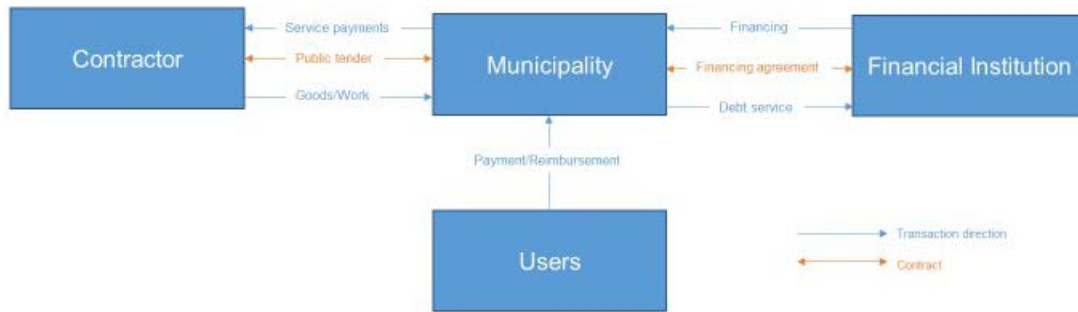 Service payments
Financing
Contractor
Public tender
Municipality
Financing agreement
Financial Institution
Goods/Work
Debt service
Payment/Reimbursement
Users
Transaction direction
Contract